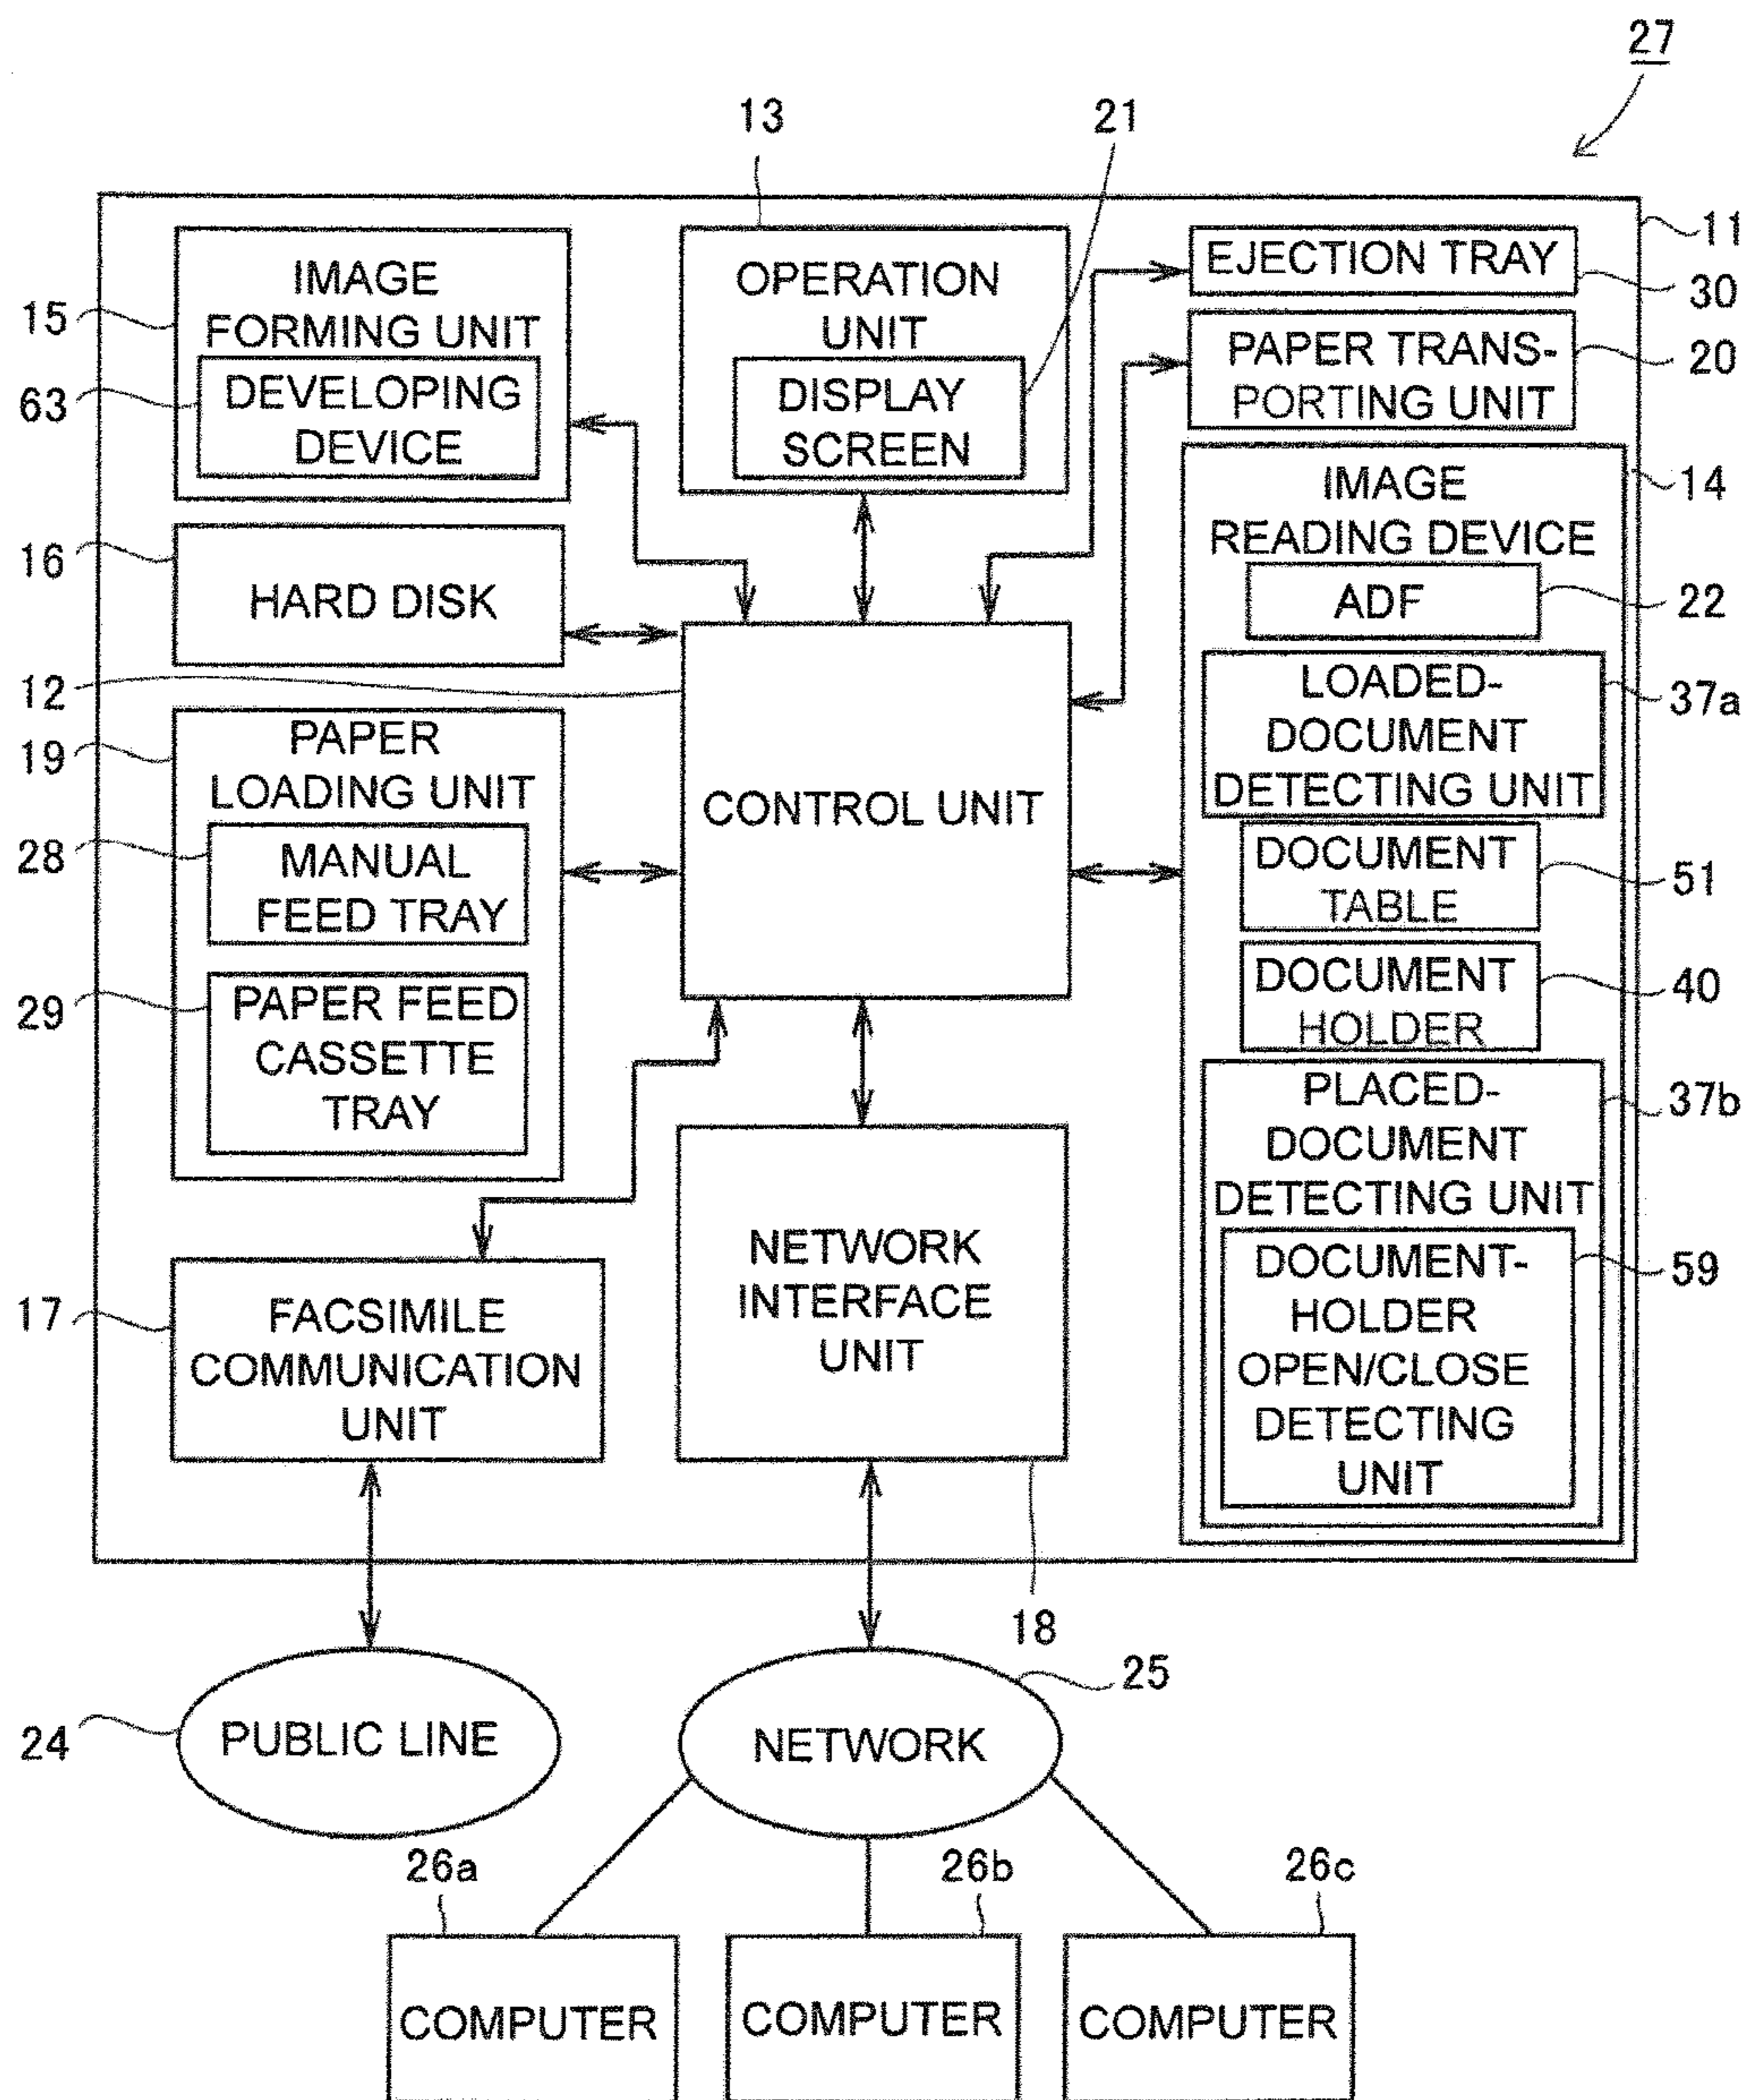 27
13
21
11
IMAGE
FORMING UNIT
15
DEVELOPING
DEVICE
63
OPERATION
UNIT
DISPLAY
SCREEN
EJECTION TRAY
30
PAPER TRANS-
PORTING UNIT
20
16
HARD DISK
12
CONTROL UNIT
IMAGE
READING DEVICE
14
ADF
22
LOADED-
DOCUMENT
DETECTING UNIT
37a
DOCUMENT
TABLE
51
DOCUMENT
HOLDER
40
PLACED-
DOCUMENT
DETECTING UNIT
37b
DOCUMENT-
HOLDER
OPEN/CLOSE
DETECTING
UNIT
59
19
PAPER
LOADING UNIT
28
MANUAL
FEED TRAY
29
PAPER FEED
CASSETTE
TRAY
17
FACSIMILE
COMMUNICATION
UNIT
NETWORK
INTERFACE
UNIT
18
24
PUBLIC LINE
25
NETWORK
26a
26b
26c
COMPUTER
COMPUTER
COMPUTER